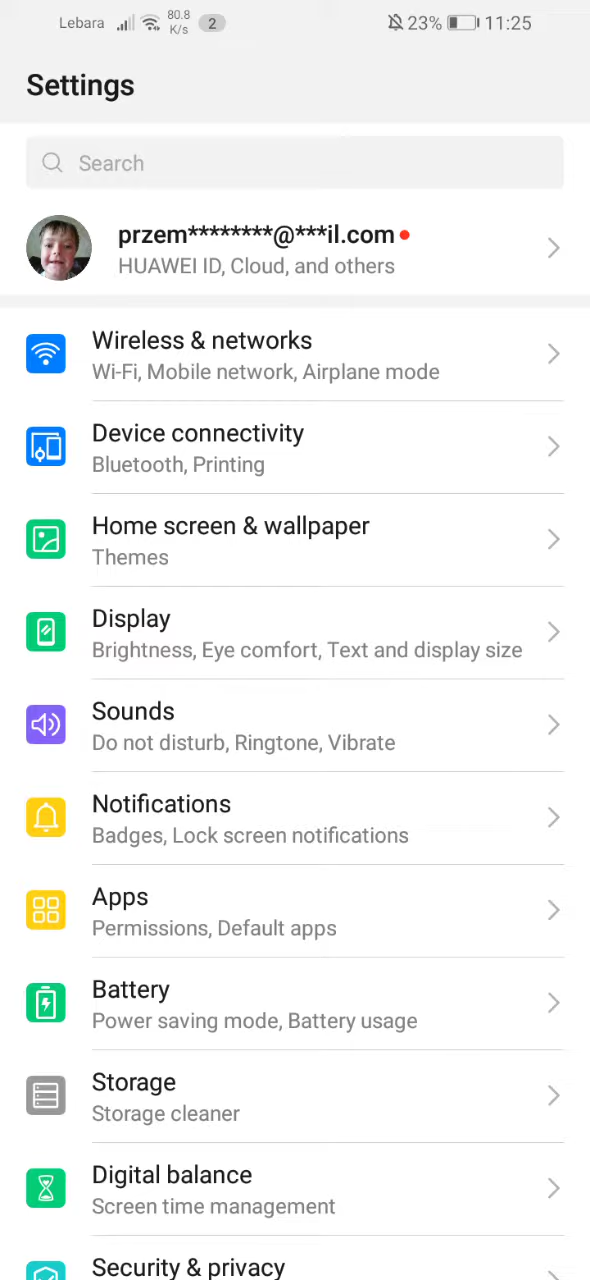 Lebara 80.8 K/s 2 23% 11:25
Settings
Search
przem********@***il.com
HUAWEI ID, Cloud, and others
Wireless & networks
Wi-Fi, Mobile network, Airplane mode
Device connectivity
Bluetooth, Printing
Home screen & wallpaper
Themes
Display
Brightness, Eye comfort, Text and display size
Sounds
Do not disturb, Ringtone, Vibrate
Notifications
Badges, Lock screen notifications
Apps
Permissions, Default apps
Battery
Power saving mode, Battery usage
Storage
Storage cleaner
Digital balance
Screen time management
Security & privacy